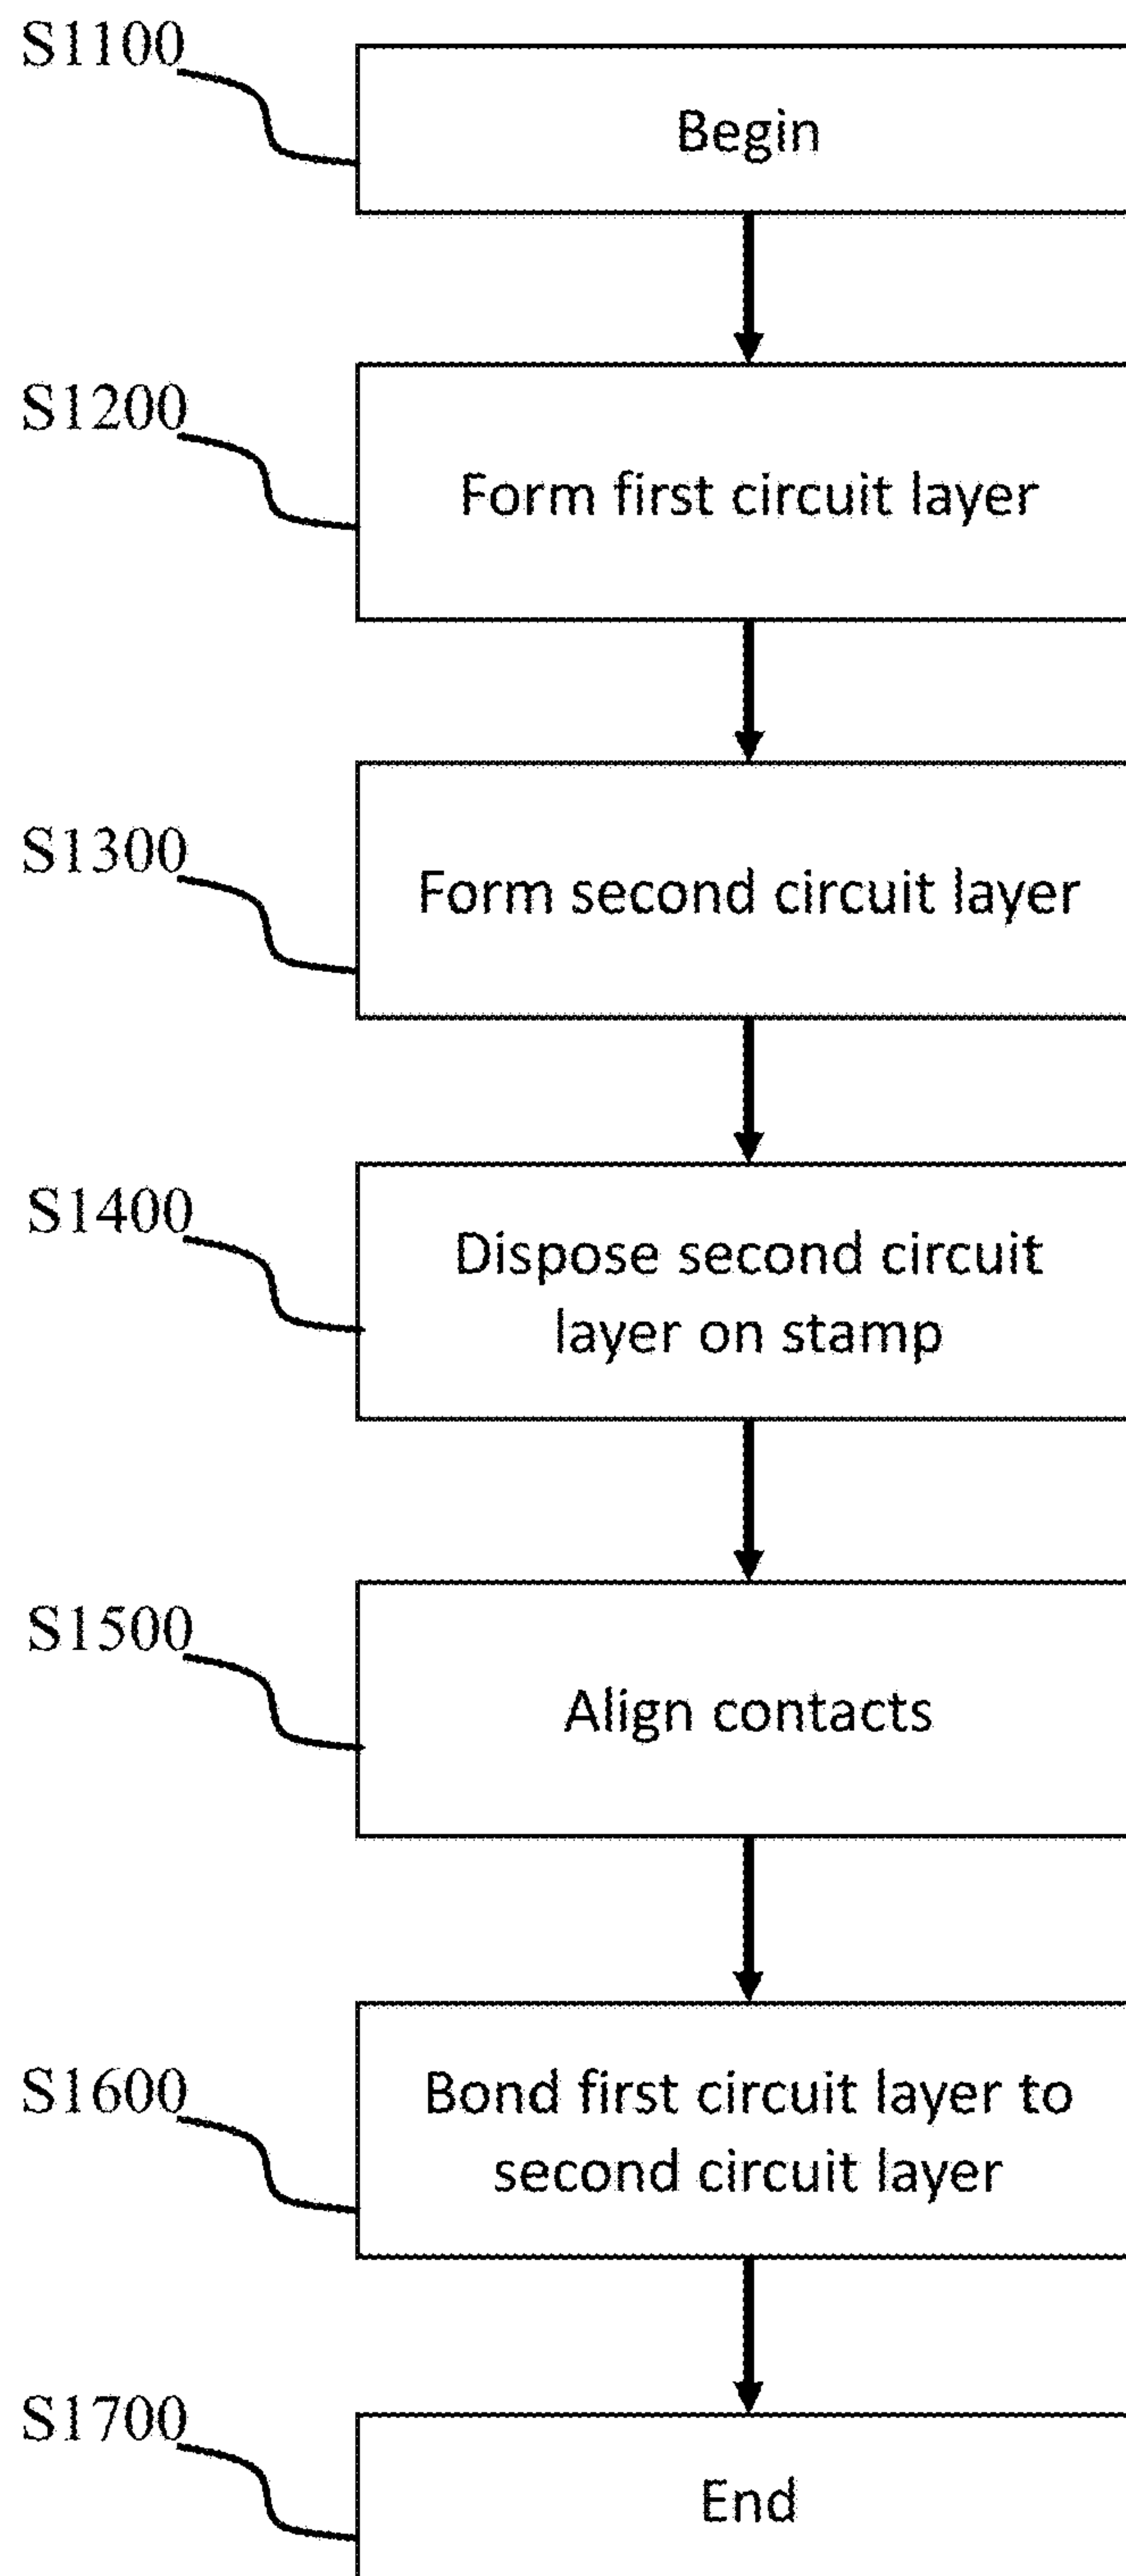 S1100
Begin
S1200
Form first circuit layer
S1300
Form second circuit layer
S1400
Dispose second circuit
layer on stamp
S1500
Align contacts
S1600
Bond first circuit layer to
second circuit layer
S1700
End